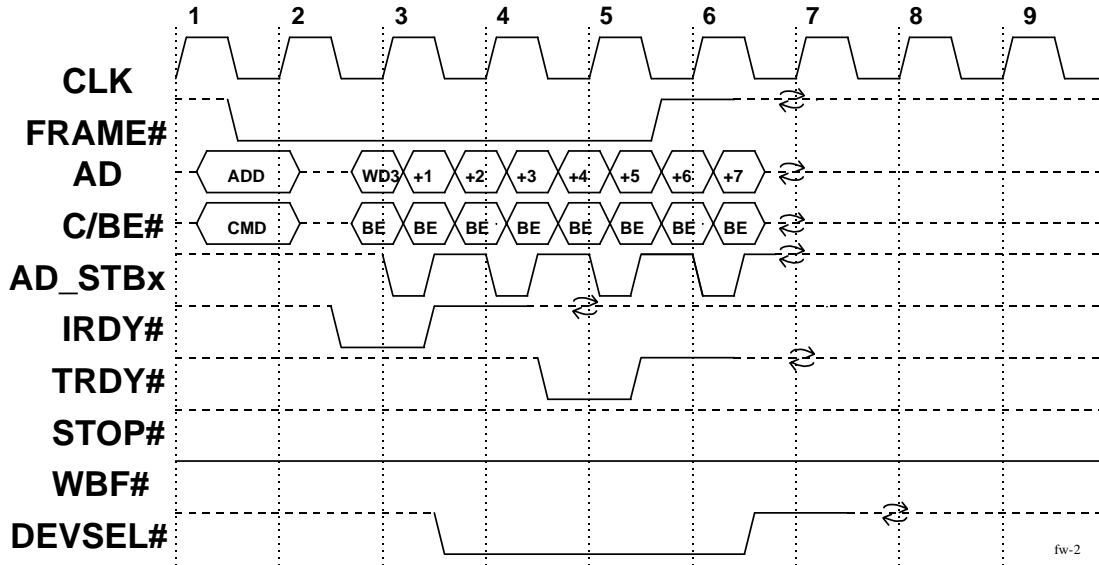 1 2 3 4 5 6 7 8 9
CLK
FRAME#
AD ADD WD3 +1 +2 +3 +4 +5 +6 +7
C/BE# CMD BE BE BE BE BE BE BE BE
AD_STBx
IRDY#
TRDY#
STOP#
WBF#
DEVSEL#
fw-2